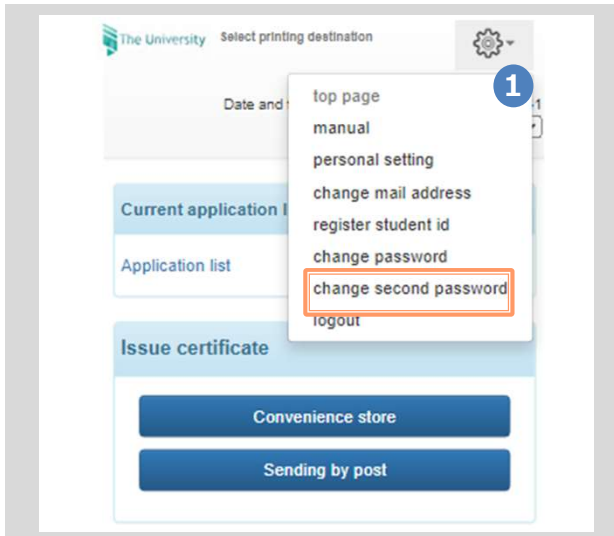 The University Select printing destination
1
Date and
top page
1
manual
personal setting
change mail address
Current application
register student id
change password
Application list
change second password
logout
Issue certificate
Convenience store
Sending by post